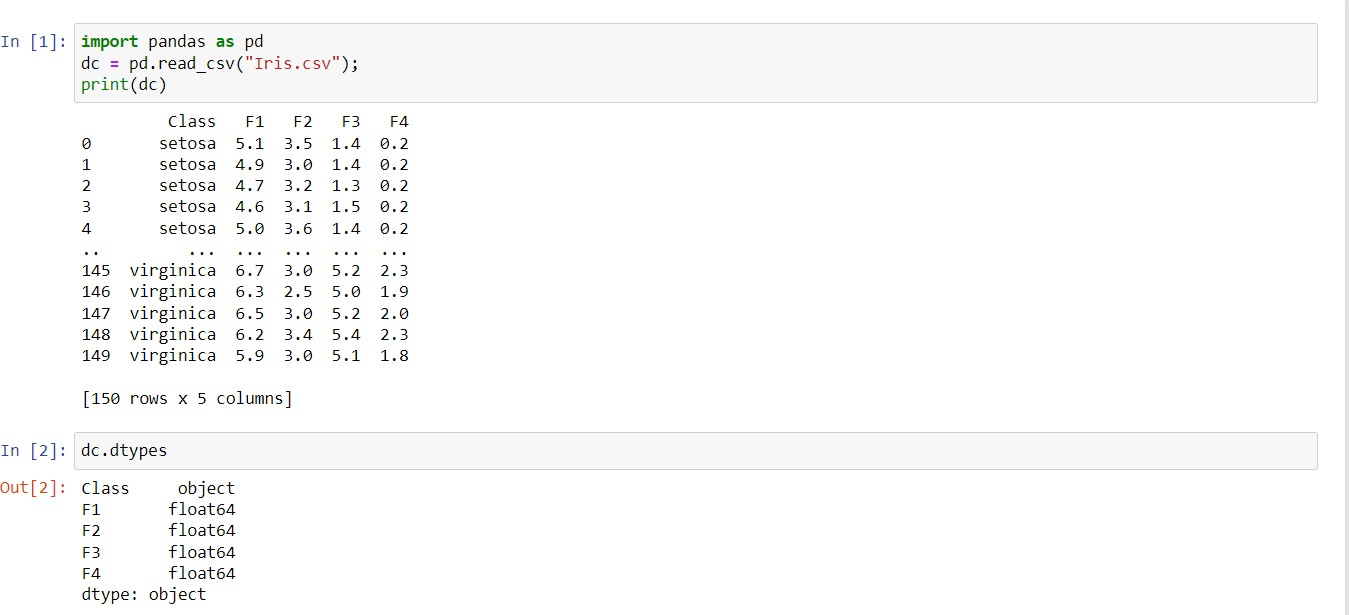 In [1]: import pandas as pd
dc = pd.read_csv("Iris.csv");
print(dc)
Class F1 F2 F3 F4
0 setosa 5.1 3.5 1.4 0.2
1 setosa 4.9 3.0 1.4 0.2
2 setosa 4.7 3.2 1.3 0.2
3 setosa 4.6 3.1 1.5 0.2
4 setosa 5.0 3.6 1.4 0.2
.. ... ... ... ... ...
145 virginica 6.7 3.0 5.2 2.3
146 virginica 6.3 2.5 5.0 1.9
147 virginica 6.5 3.0 5.2 2.0
148 virginica 6.2 3.4 5.4 2.3
149 virginica 5.9 3.0 5.1 1.8
[150 rows x 5 columns]
In [2]: dc.dtypes
Out[2]: Class object
F1 float64
F2 float64
F3 float64
F4 float64
dtype: object